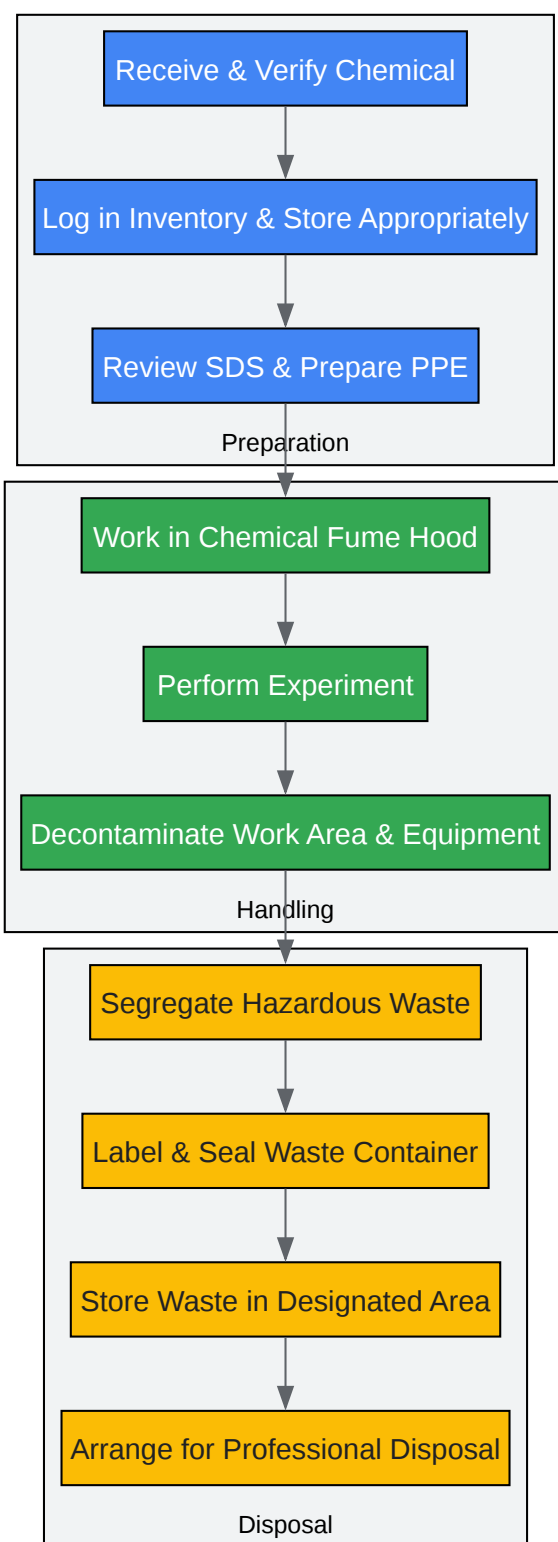 Receive & Verify Chemical
Log in Inventory & Store Appropriately
Review SDS & Prepare PPE
Preparation
Work in Chemical Fume Hood
Perform Experiment
Decontaminate Work Area & Equipment
Handling
Segregate Hazardous Waste
Label & Seal Waste Container
Store Waste in Designated Area
Arrange for Professional Disposal
Disposal